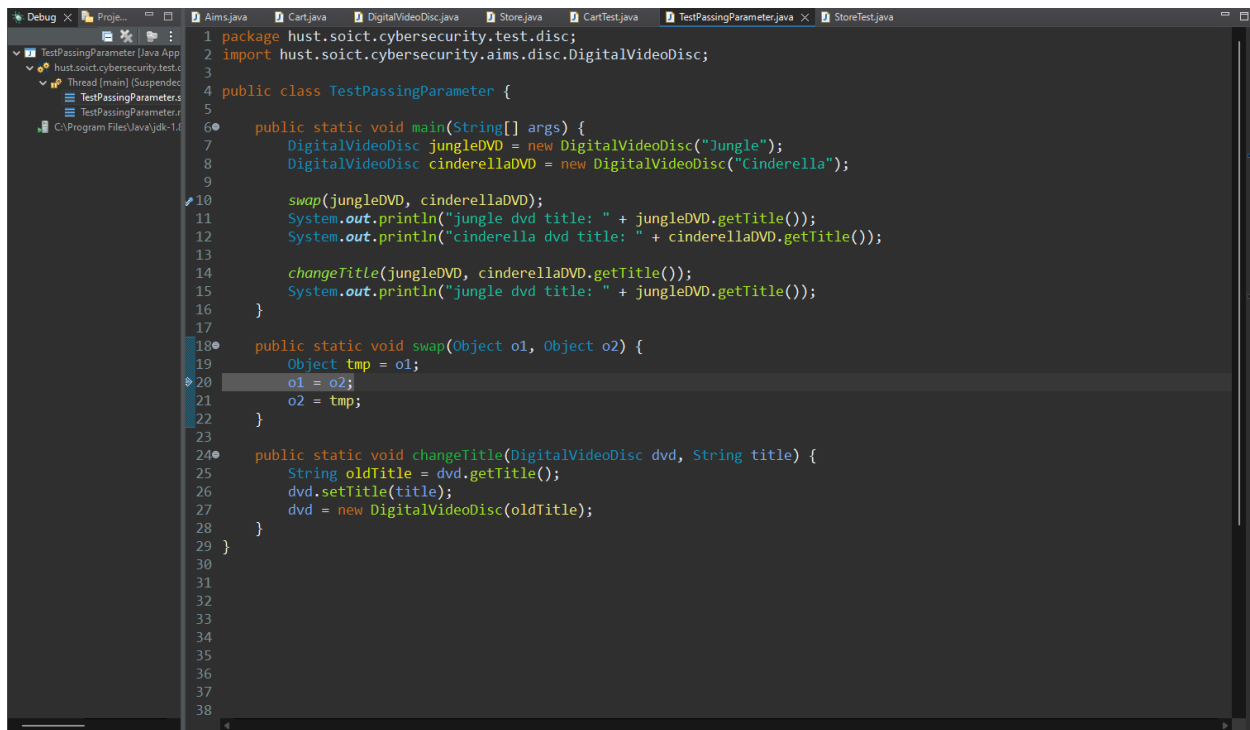 Debug Proje... Aims.java Cart.java DigitalVideoDisc.java Store.java CartTest.java TestPassingParameter.java StoreTest.java
TestPassingParameter [Java App
hust.soict.cybersecurity.test.d
Thread [main] (Suspended
TestPassingParameter.s
TestPassingParameter.r
C:\Program Files\Java\jdk-1.8
1 package hust.soict.cybersecurity.test.disc;
2 import hust.soict.cybersecurity.aims.disc.DigitalVideoDisc;
3
4 public class TestPassingParameter {
5
6 public static void main(String[] args) {
7 DigitalVideoDisc jungleDVD = new DigitalVideoDisc("Jungle");
8 DigitalVideoDisc cinderellaDVD = new DigitalVideoDisc("Cinderella");
9
10 swap(jungleDVD, cinderellaDVD);
11 System.out.println("jungle dvd title: " + jungleDVD.getTitle());
12 System.out.println("cinderella dvd title: " + cinderellaDVD.getTitle());
13
14 changeTitle(jungleDVD, cinderellaDVD.getTitle());
15 System.out.println("jungle dvd title: " + jungleDVD.getTitle());
16 }
17
18 public static void swap(Object o1, Object o2) {
19 Object tmp = o1;
20 o1 = o2;
21 o2 = tmp;
22 }
23
24 public static void changeTitle(DigitalVideoDisc dvd, String title) {
25 String oldTitle = dvd.getTitle();
26 dvd.setTitle(title);
27 dvd = new DigitalVideoDisc(oldTitle);
28 }
29 }
30
31
32
33
34
35
36
37
38